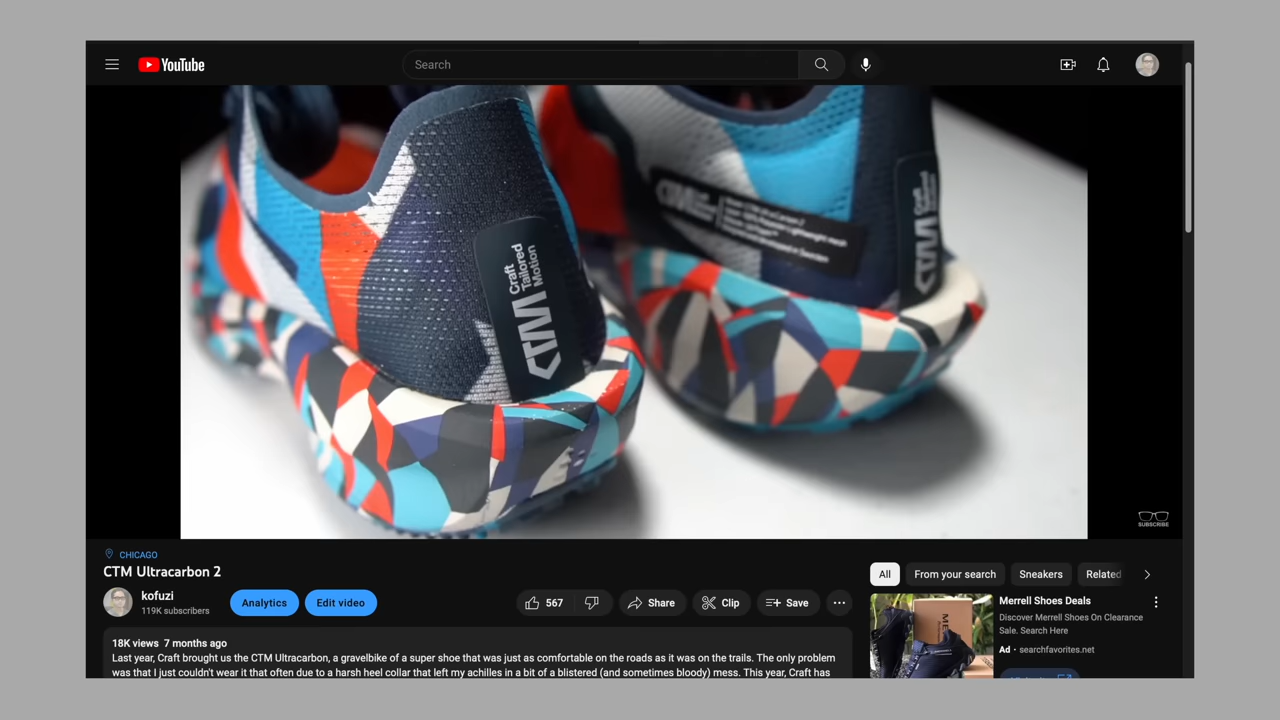 YouTube
Search
CTM
Craft
Tailored
Motion
CTM
CTM
SUBSCRIBE
CHICAGO
CTM Ultracarbon 2
kofuzi
119K subscribers
Analytics
Edit video
567
Share
Clip
Save
All
From your search
Sneakers
Related
Merrell Shoes Deals
Discover Merrell Shoes On Clearance
Sale. Search Here
Ad · searchfavorites.net
18K views 7 months ago
Last year, Craft brought us the CTM Ultracarbon, a gravelbike of a super shoe that was just as comfortable on the roads as it was on the trails. The only problem
was that I just couldn't wear it that often due to a harsh heel collar that left my achilles in a bit of a blistered (and sometimes bloody) mess. This year, Craft has